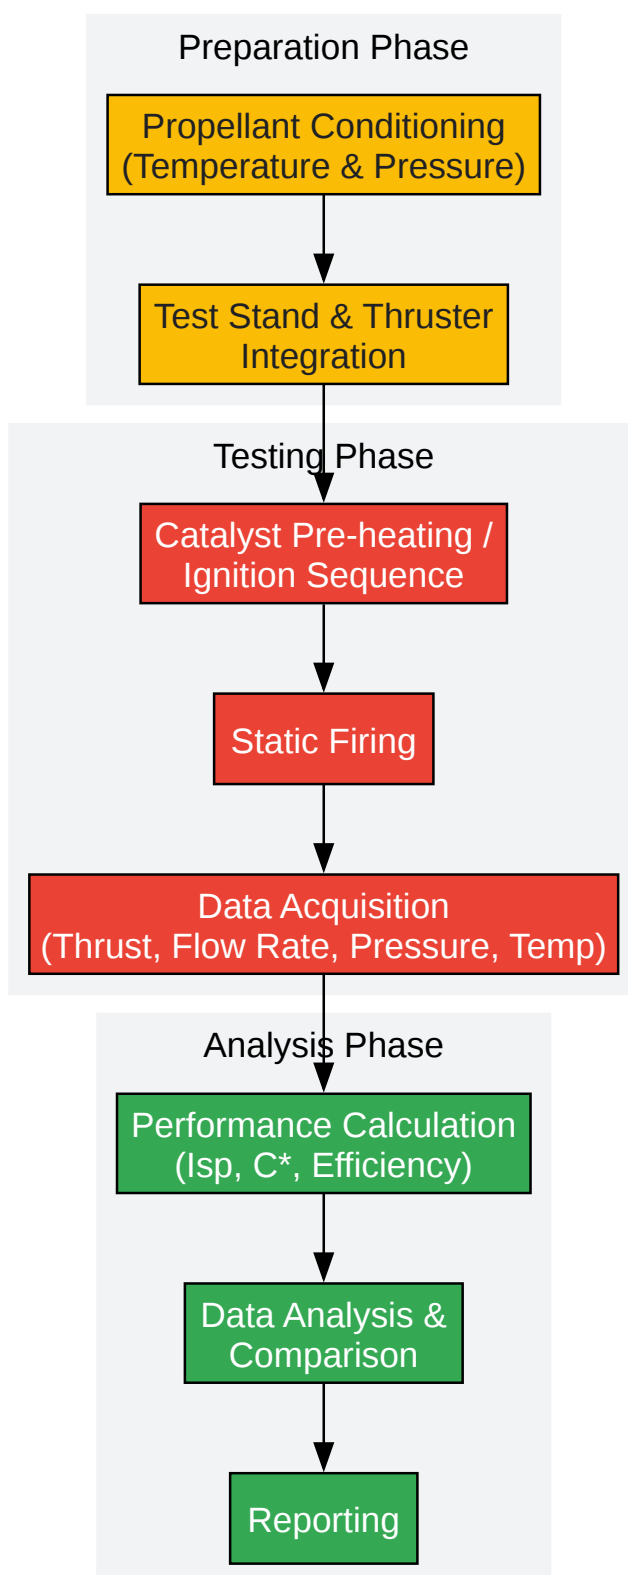 Preparation Phase
Propellant Conditioning
(Temperature & Pressure)
Test Stand & Thruster
Integration
Testing Phase
Catalyst Pre-heating /
Ignition Sequence
Static Firing
Data Acquisition
(Thrust, Flow Rate, Pressure, Temp)
Analysis Phase
Performance Calculation
(Isp, C*, Efficiency)
Data Analysis &
Comparison
Reporting